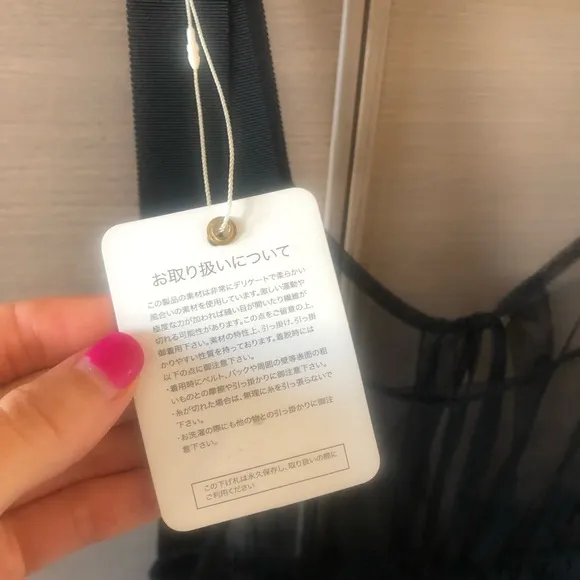 お取り扱いについて
この製品の素材は非常にデリケートで柔らかい
風合いの素材を使用しています。激しい運動や
極度な力が加われば縫い目が開いたり繊維が
切れる可能性があります。この点をご留意の上、
御着用下さい。素材の特性上、引っ掛け、引っ掛
かりやすい性質を持っております。着脱時には
以下の点に御注意下さい。
-着用時にベルト、バックや周囲の壁等表面の粗
いものとの摩擦や引っ掛かりに御注意下さい。
-糸が切れた場合は、無理に糸を引っ張らないで
下さい。
-お洗濯の際にも他の物との引っ掛かりに御注
意下さい。
この下げ札は永久保存し、取り扱いの際に
ご利用ください